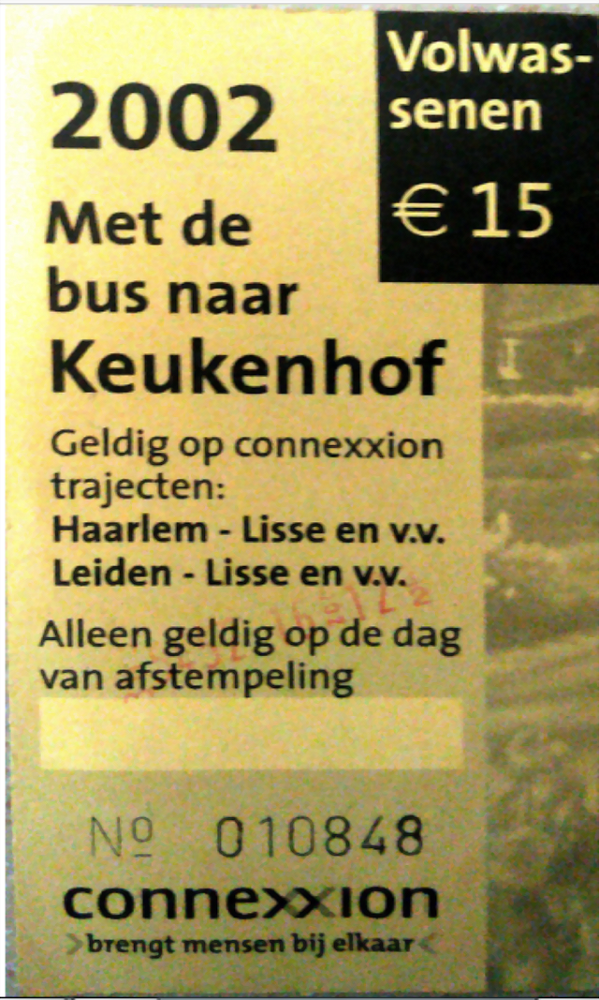 Volwas-
senen
€ 15
2002
Met de
bus naar
Keukenhof
Geldig op connexxion
trajecten:
Haarlem - Lisse en v.v.
Leiden - Lisse en v.v.
Alleen geldig op de dag
van afstempeling
Nº 010848
connexxion
>brengt mensen bij elkaar<